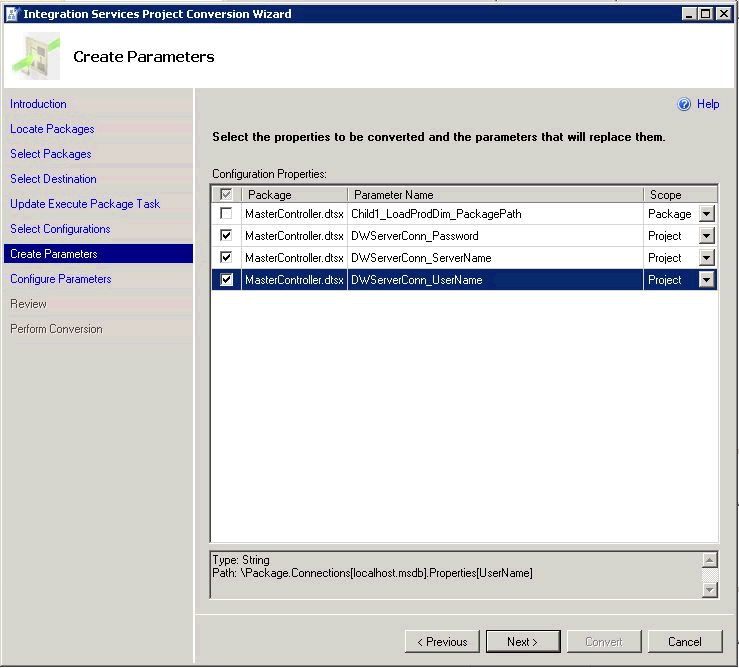 Integration Services Project Conversion Wizard
Create Parameters
Introduction
Locate Packages
Select Packages
Select Destination
Update Execute Package Task
Select Configurations
Create Parameters
Configure Parameters
Review
Perform Conversion
Help
Select the properties to be converted and the parameters that will replace them.
Configuration Properties:
Package Parameter Name Scope
MasterController.dtsx Child1_LoadProdDim_PackagePath Package
MasterController.dtsx DWServerConn_Password Project
MasterController.dtsx DWServerConn_ServerName Project
MasterController.dtsx DWServerConn_UserName Project
Type: String
Path: \Package.Connections[localhost.msdb].Properties[UserName]
< Previous Next > Convert Cancel